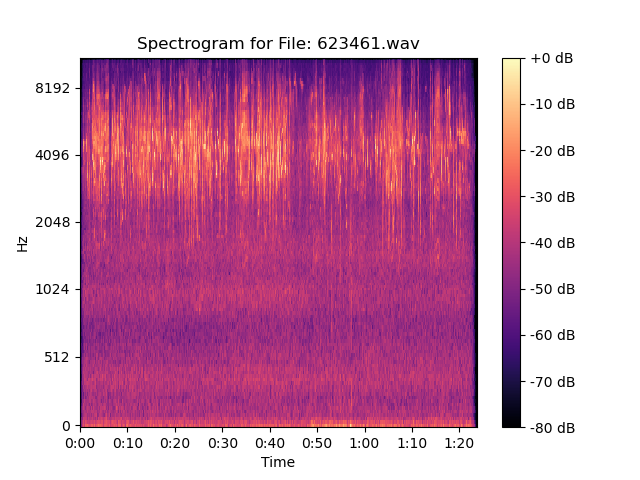 Spectrogram for File: 623461.wav
+0 dB
8192
-10 dB
4096
-20 dB
-30 dB
2048
Hz
-40 dB
1024
-50 dB
-60 dB
512
-70 dB
0
-80 dB
0:00 0:10 0:20 0:30 0:40 0:50 1:00 1:10 1:20
Time